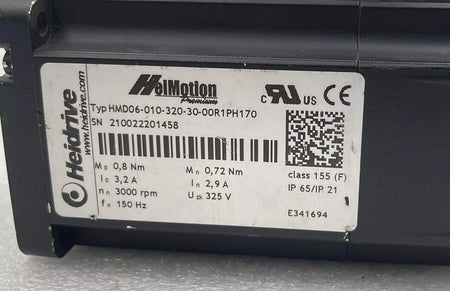 Heidrive
www.heidrive.com
HeiMotion
Premium
c RU US CE
Typ HMD06-010-320-30-00R1PH170
SN 210022201458
M0 0,8 Nm
I0 3,2 A
nn 3000 rpm
fn 150 Hz
Mn 0,72 Nm
In 2,9 A
Uzk 325 V
class 155 (F)
IP 65/IP 21
E341694